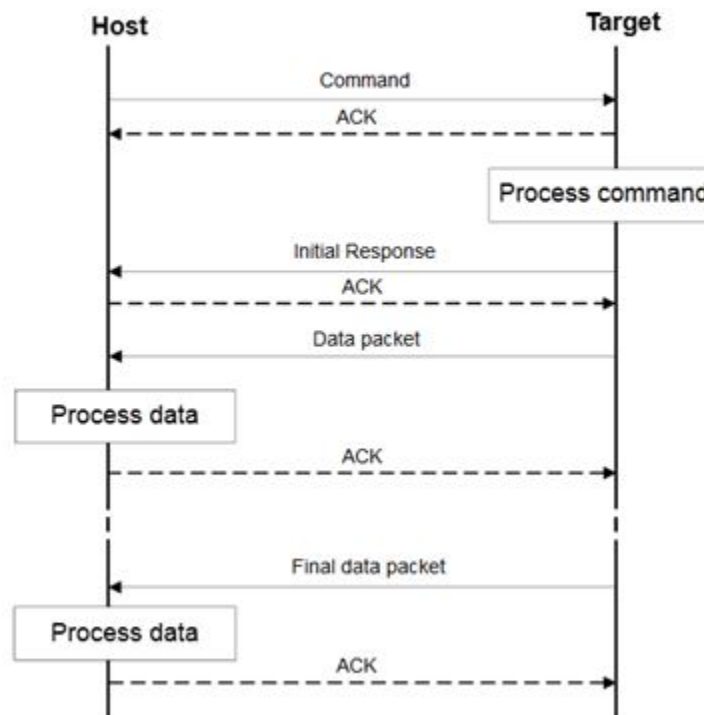 Host
Target
Command
ACK
Process command
Initial Response
ACK
Data packet
Process data
ACK
Final data packet
Process data
ACK